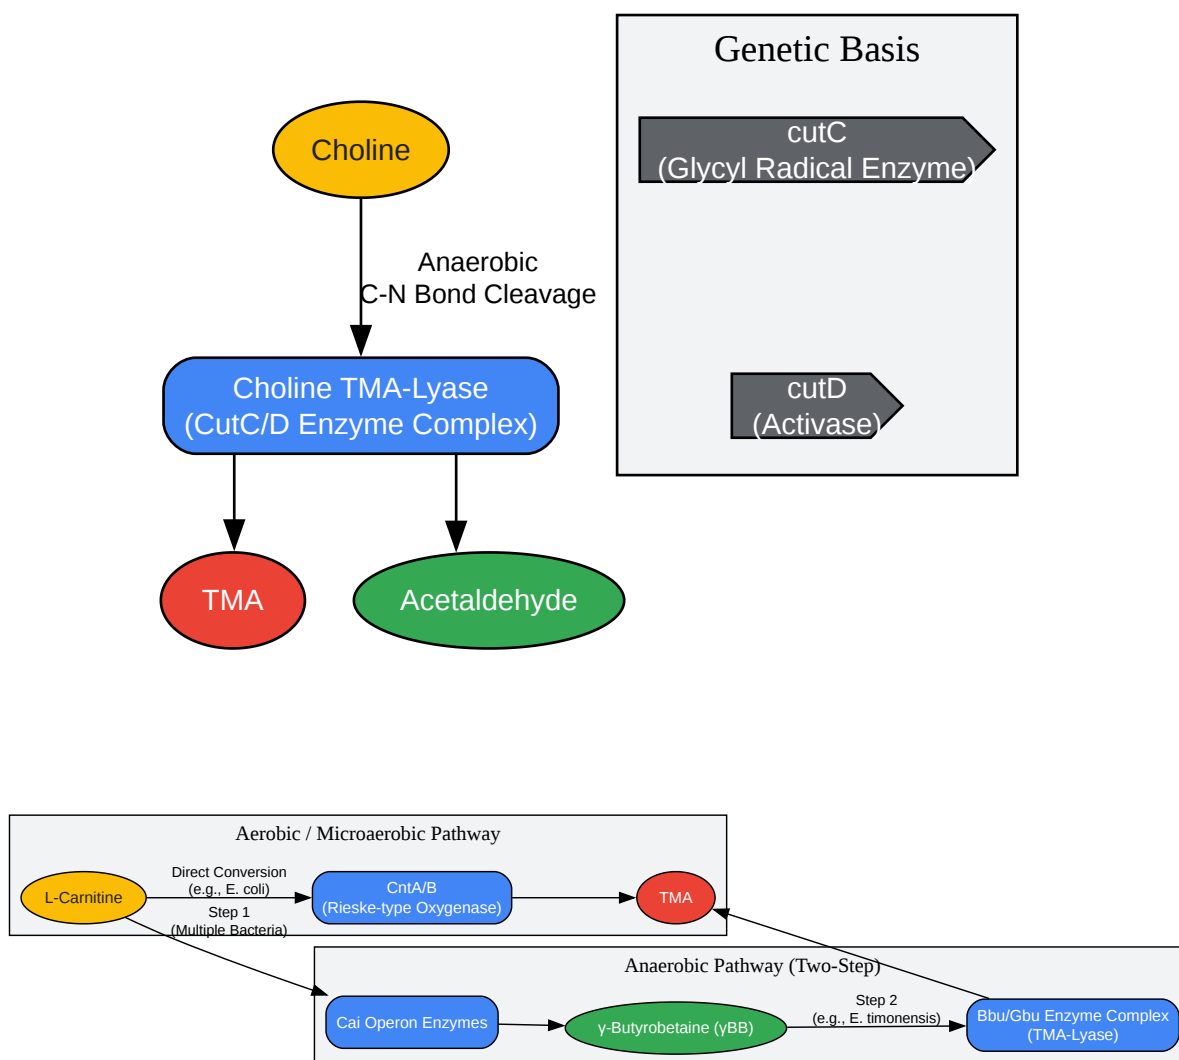 Genetic Basis
cutC
(Glycyl Radical Enzyme)
Choline
Anaerobic
C-N Bond Cleavage
Choline TMA-Lyase
(CutC/D Enzyme Complex)
cutD
(Activase)
TMA
Acetaldehyde
Aerobic / Microaerobic Pathway
L-Carnitine
Direct Conversion
(e.g., E. coli)
CntA/B
(Rieske-type Oxygenase)
TMA
Step 1
(Multiple Bacteria)
Anaerobic Pathway (Two-Step)
Cai Operon Enzymes
γ-Butyrobetaine (γBB)
Step 2
(e.g., E. timonensis)
Bbu/Gbu Enzyme Complex
(TMA-Lyase)